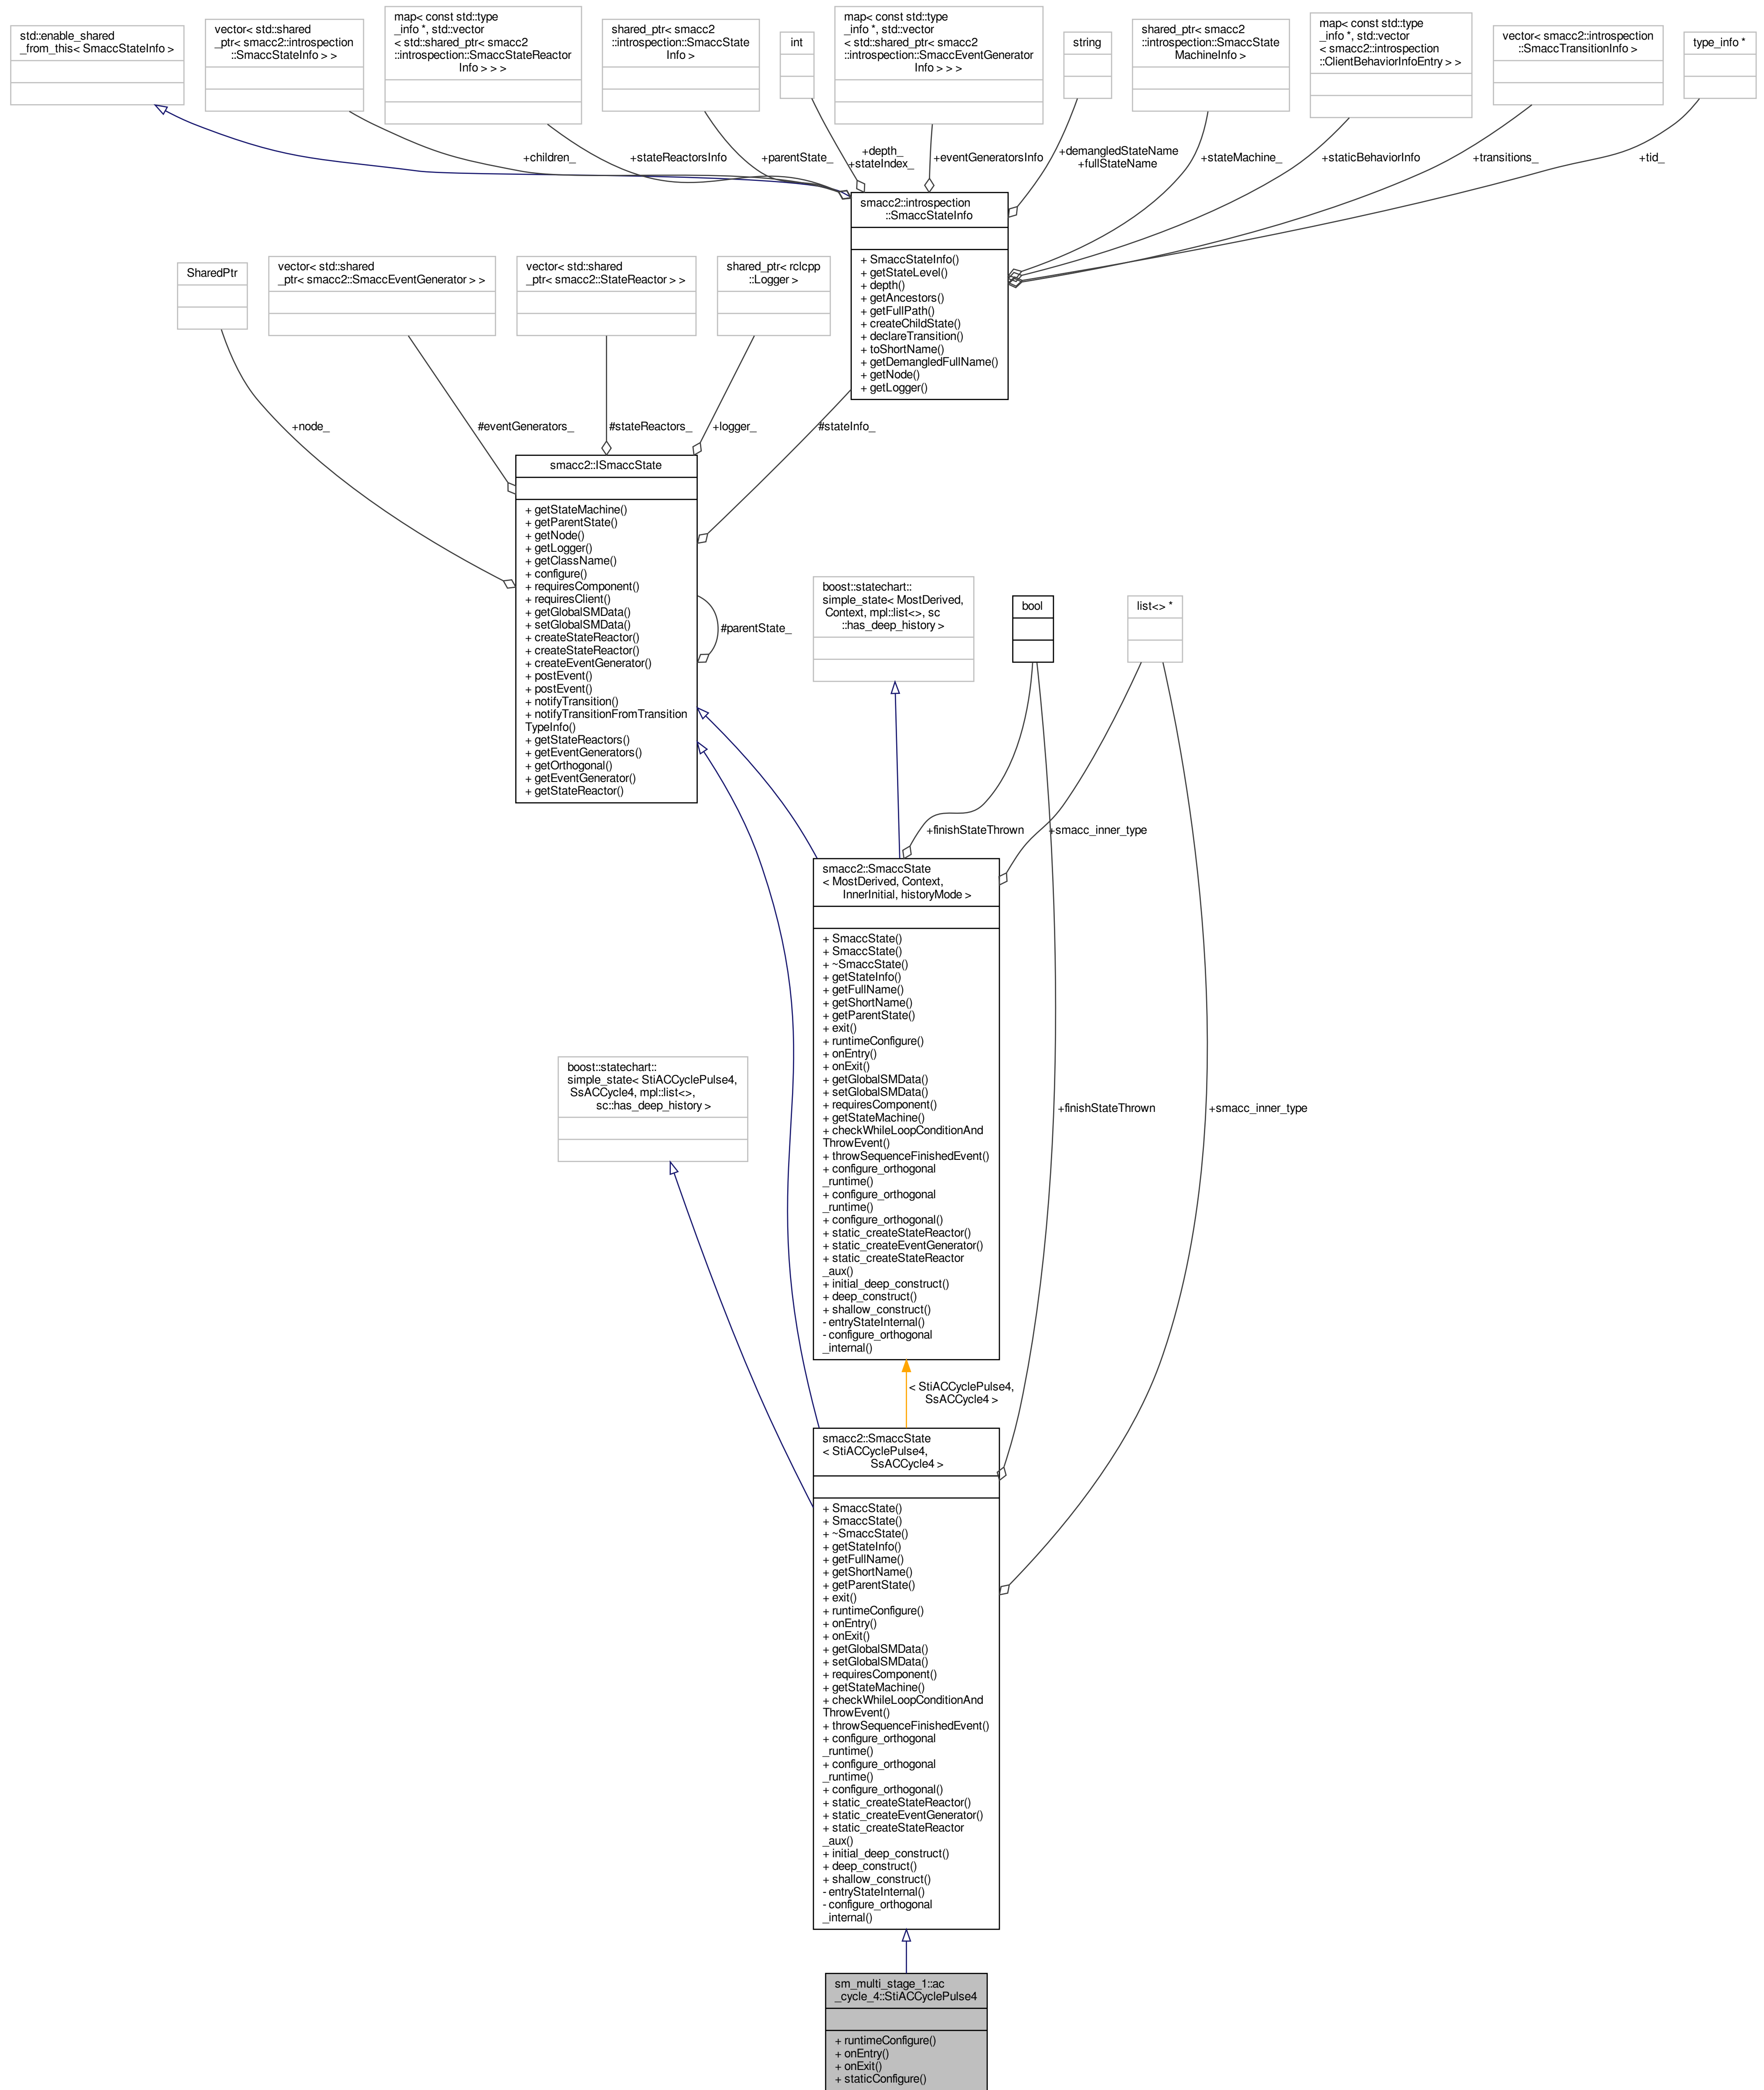 std::enable_shared
_from_this< SmaccStateInfo >
vector< std::shared
_ptr< smacc2::introspection
::SmaccStateInfo > >
map< const std::type
_info *, std::vector
< std::shared_ptr< smacc2
::introspection::SmaccStateReactor
Info > > >
shared_ptr< smacc2
::introspection::SmaccState
Info >
int
map< const std::type
_info *, std::vector
< std::shared_ptr< smacc2
::introspection::SmaccEventGenerator
Info > > >
string
shared_ptr< smacc2
::introspection::SmaccState
MachineInfo >
map< const std::type
_info *, std::vector
< smacc2::introspection
::ClientBehaviorInfoEntry > >
vector< smacc2::introspection
::SmaccTransitionInfo >
type_info *
+children_
+stateReactorsInfo
+parentState_
+depth_
+stateIndex_
+eventGeneratorsInfo
+demangledStateName
+fullStateName
+stateMachine_
+staticBehaviorInfo
+transitions_
+tid_
smacc2::introspection
::SmaccStateInfo
+ SmaccStateInfo()
+ getStateLevel()
+ depth()
+ getAncestors()
+ getFullPath()
+ createChildState()
+ declareTransition()
+ toShortName()
+ getDemangledFullName()
+ getNode()
+ getLogger()
SharedPtr
vector< std::shared
_ptr< smacc2::SmaccEventGenerator > >
vector< std::shared
_ptr< smacc2::StateReactor > >
shared_ptr< rclcpp
::Logger >
+node_
#eventGenerators_
#stateReactors_
+logger_
#stateInfo_
smacc2::ISmaccState
+ getStateMachine()
+ getParentState()
+ getNode()
+ getLogger()
+ getClassName()
+ configure()
+ requiresComponent()
+ requiresClient()
+ getGlobalSMData()
+ setGlobalSMData()
+ createStateReactor()
+ createStateReactor()
+ createEventGenerator()
+ postEvent()
+ postEvent()
+ notifyTransition()
+ notifyTransitionFromTransition
TypeInfo()
+ getStateReactors()
+ getEventGenerators()
+ getOrthogonal()
+ getEventGenerator()
+ getStateReactor()
#parentState_
boost::statechart::
simple_state< MostDerived,
Context, mpl::list<>, sc
::has_deep_history >
bool
list<> *
+finishStateThrown
+smacc_inner_type
smacc2::SmaccState
< MostDerived, Context,
InnerInitial, historyMode >
+ SmaccState()
+ SmaccState()
+ ~SmaccState()
+ getStateInfo()
+ getFullName()
+ getShortName()
+ getParentState()
+ exit()
+ runtimeConfigure()
+ onEntry()
+ onExit()
+ getGlobalSMData()
+ setGlobalSMData()
+ requiresComponent()
+ getStateMachine()
+ checkWhileLoopConditionAnd
ThrowEvent()
+ throwSequenceFinishedEvent()
+ configure_orthogonal
_runtime()
+ configure_orthogonal
_runtime()
+ configure_orthogonal()
+ static_createStateReactor()
+ static_createEventGenerator()
+ static_createStateReactor
_aux()
+ initial_deep_construct()
+ deep_construct()
+ shallow_construct()
- entryStateInternal()
- configure_orthogonal
_internal()
boost::statechart::
simple_state< StiACCyclePulse4,
SsACCycle4, mpl::list<>,
sc::has_deep_history >
+finishStateThrown
+smacc_inner_type
< StiACCyclePulse4,
SsACCycle4 >
smacc2::SmaccState
< StiACCyclePulse4,
SsACCycle4 >
+ SmaccState()
+ SmaccState()
+ ~SmaccState()
+ getStateInfo()
+ getFullName()
+ getShortName()
+ getParentState()
+ exit()
+ runtimeConfigure()
+ onEntry()
+ onExit()
+ getGlobalSMData()
+ setGlobalSMData()
+ requiresComponent()
+ getStateMachine()
+ checkWhileLoopConditionAnd
ThrowEvent()
+ throwSequenceFinishedEvent()
+ configure_orthogonal
_runtime()
+ configure_orthogonal
_runtime()
+ configure_orthogonal()
+ static_createStateReactor()
+ static_createEventGenerator()
+ static_createStateReactor
_aux()
+ initial_deep_construct()
+ deep_construct()
+ shallow_construct()
- entryStateInternal()
- configure_orthogonal
_internal()
sm_multi_stage_1::ac
_cycle_4::StiACCyclePulse4
+ runtimeConfigure()
+ onEntry()
+ onExit()
+ staticConfigure()